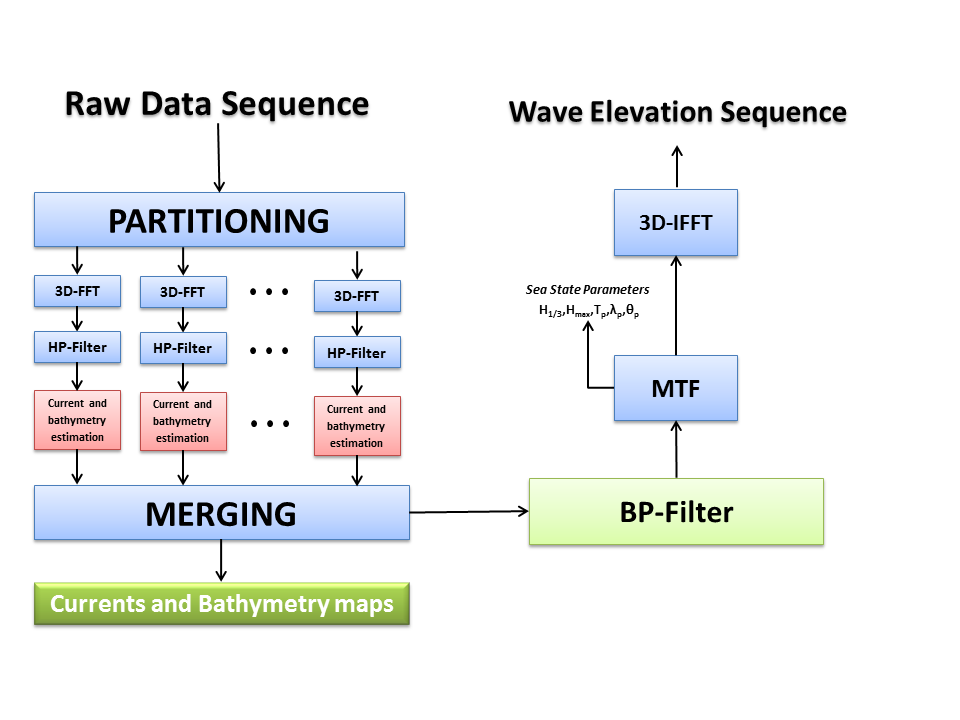 Raw Data Sequence
PARTITIONING
3D-FFT
3D-FFT
• • •
3D-FFT
HP-Filter
HP-Filter
• • •
HP-Filter
Current and
bathymetry
estimation
Current and
bathymetry
estimation
• • •
Current and
bathymetry
estimation
MERGING
Currents and Bathymetry maps
Wave Elevation Sequence
3D-IFFT
Sea State Parameters
H1/3,Hmax,Tp,λp,θp
MTF
BP-Filter